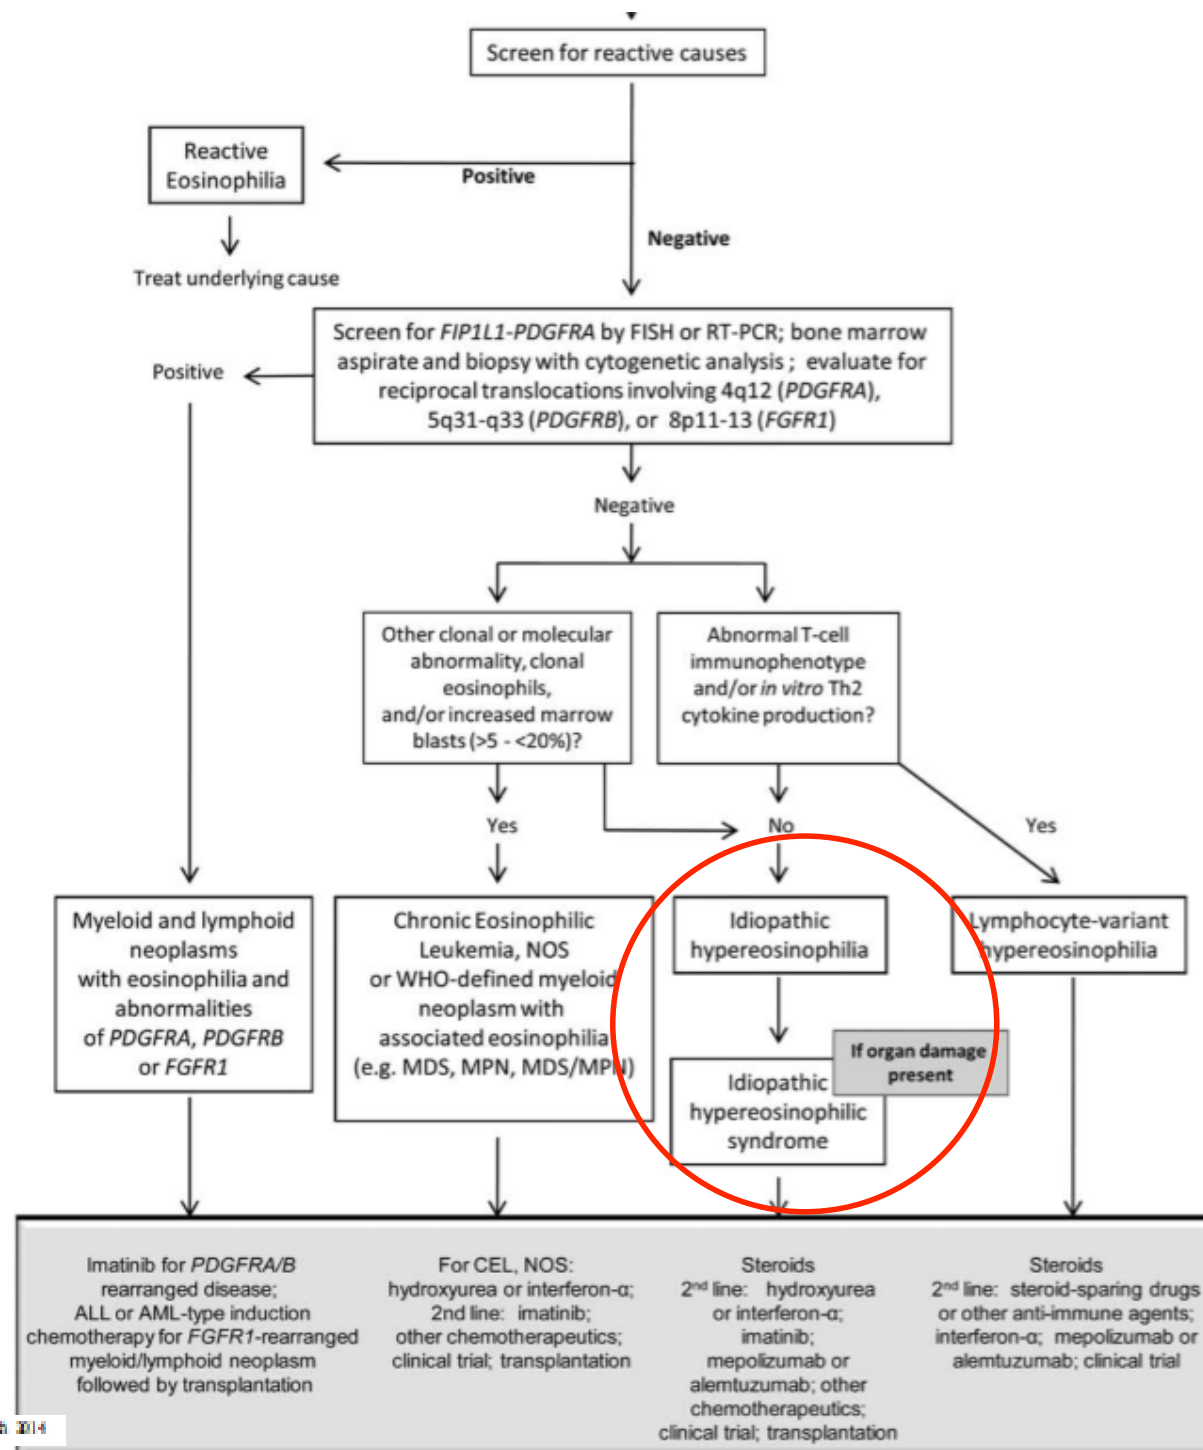 Screen for reactive causes
Reactive
Eosinophilia
Positive
Negative
Treat underlying cause
Screen for FIP1L1-PDGFRA by FISH or RT-PCR; bone marrow
aspirate and biopsy with cytogenetic analysis ; evaluate for
reciprocal translocations involving 4q12 (PDGFRA),
5q31-q33 (PDGFRB), or 8p11-13 (FGFR1)
Positive
Negative
Other clonal or molecular
abnormality, clonal
eosinophils,
and/or increased marrow
blasts (>5 - <20%)?
Abnormal T-cell
immunophenotype
and/or in vitro Th2
cytokine production?
Yes
No
Yes
Myeloid and lymphoid
neoplasms
with eosinophilia and
abnormalities
of PDGFRA, PDGFRB
or FGFR1
Chronic Eosinophilic
Leukemia, NOS
or WHO-defined myeloid
neoplasm with
associated eosinophilia
(e.g. MDS, MPN, MDS/MPN)
Idiopathic
hypereosinophilia
Lymphocyte-variant
hypereosinophilia
If organ damage
present
Idiopathic
hypereosinophilic
syndrome
Imatinib for PDGFRA/B
rearranged disease;
ALL or AML-type induction
chemotherapy for FGFR1-rearranged
myeloid/lymphoid neoplasm
followed by transplantation
For CEL, NOS:
hydroxyurea or interferon-α;
2nd line: imatinib;
other chemotherapeutics;
clinical trial; transplantation
Steroids
2nd line: hydroxyurea
or interferon-α;
imatinib;
mepolizumab or
alemtuzumab; other
chemotherapeutics;
clinical trial; transplantation
Steroids
2nd line: steroid-sparing drugs
or other anti-immune agents;
interferon-α; mepolizumab or
alemtuzumab; clinical trial
2014